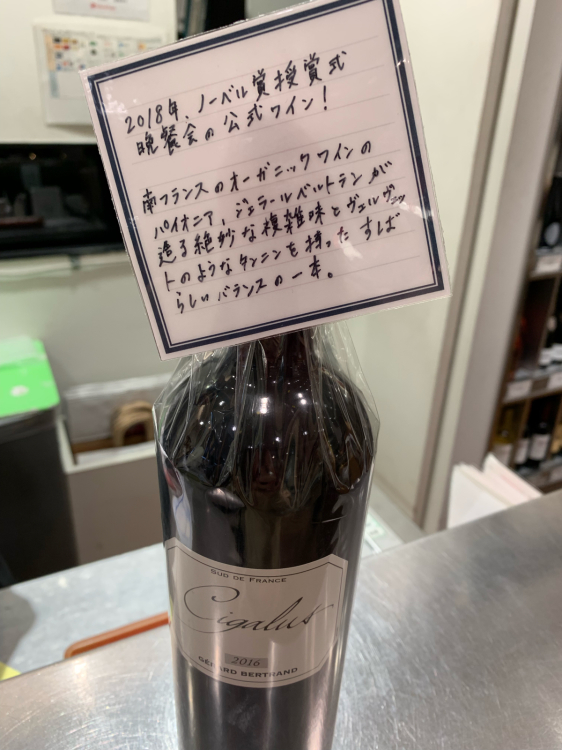 2018年、ノーベル賞授賞式
晩餐会の公式ワイン!
南フランスのオーガニックワインの
パイオニア、ジェラールベルトランが
造る絶妙な複雑味とヴェルヴェッ
トのようなタンニンを持った すば
らしいバランスの一本。
SUD DE FRANCE
Cigalus
2016
GÉRARD BERTRAND